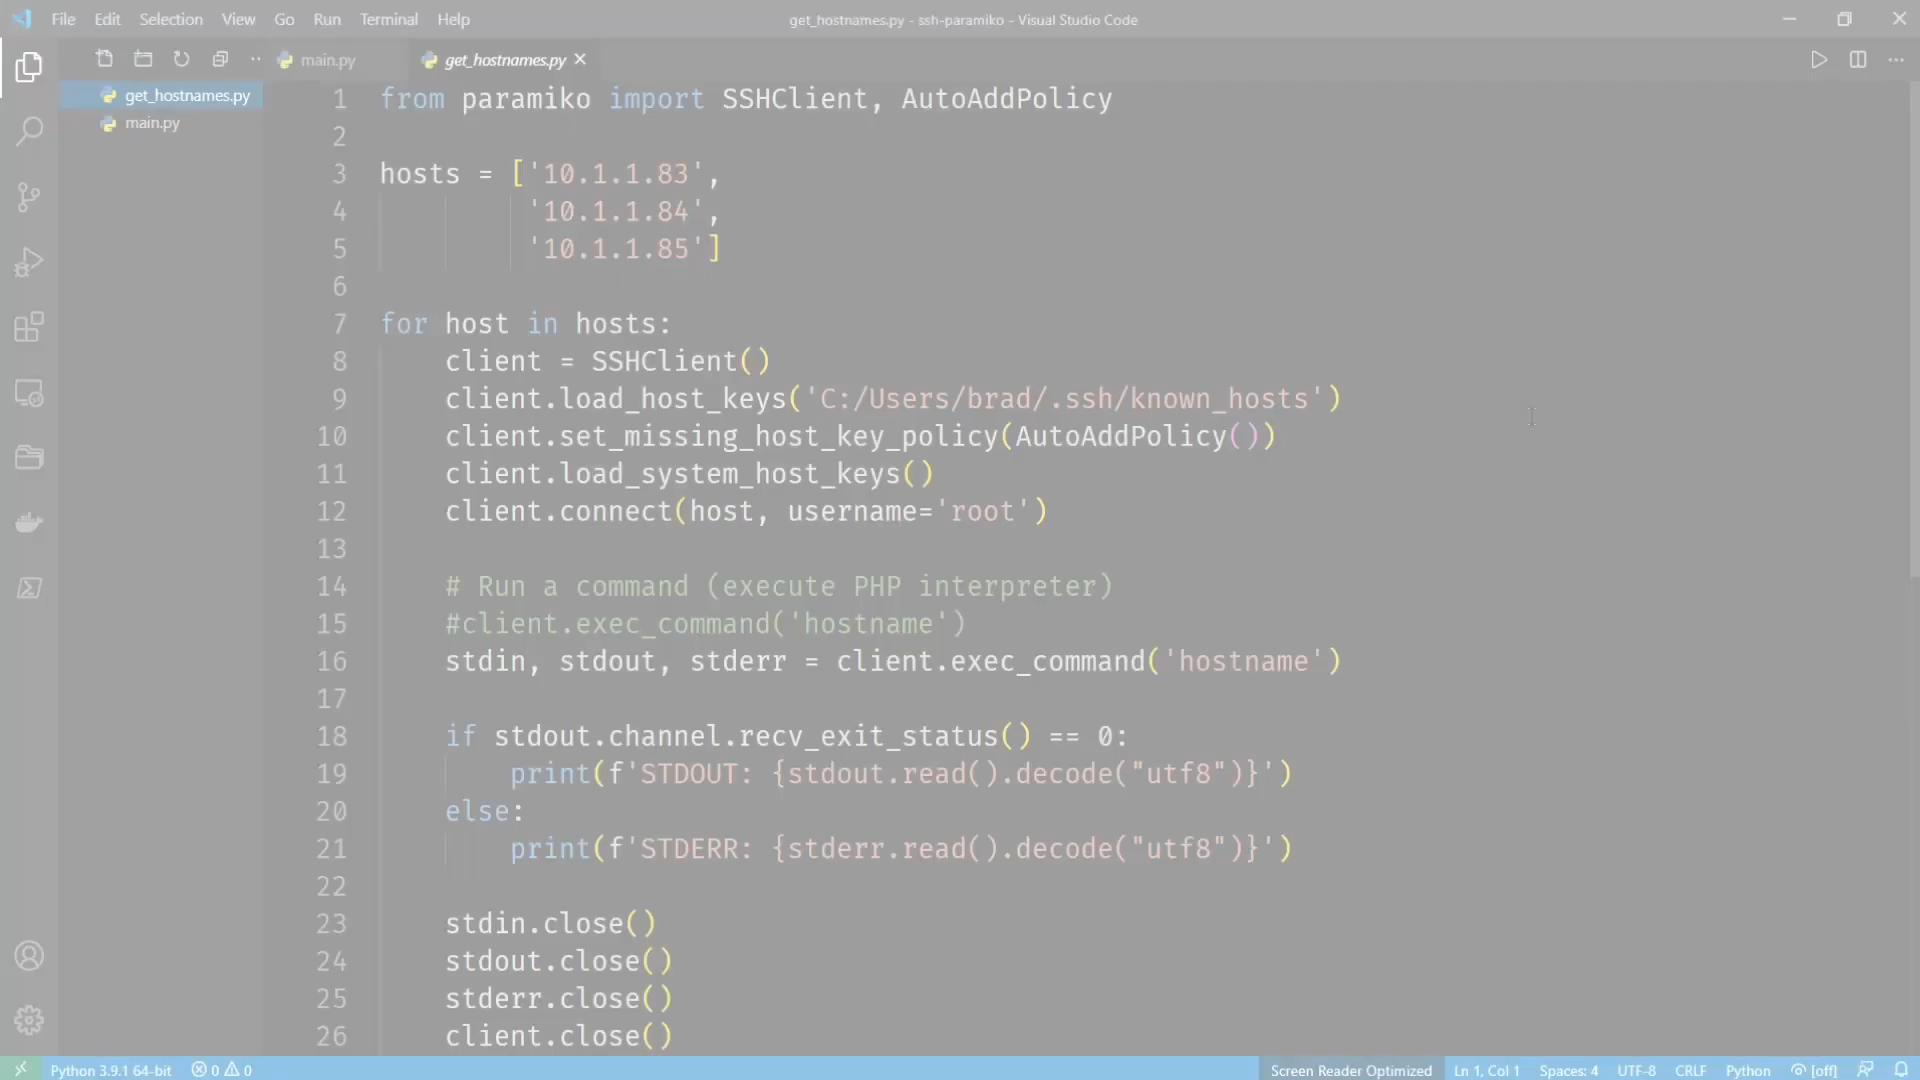 File Edit Selection View Go Run Terminal Help
get_hostnames.py - ssh-paramiko - Visual Studio Code
main.py
get_hostnames.py
get_hostnames.py
main.py
1 from paramiko import SSHClient, AutoAddPolicy
2
3 hosts = ['10.1.1.83',
4 '10.1.1.84',
5 '10.1.1.85']
6
7 for host in hosts:
8 client = SSHClient()
9 client.load_host_keys('C:/Users/brad/.ssh/known_hosts')
10 client.set_missing_host_key_policy(AutoAddPolicy())
11 client.load_system_host_keys()
12 client.connect(host, username='root')
13
14 # Run a command (execute PHP interpreter)
15 #client.exec_command('hostname')
16 stdin, stdout, stderr = client.exec_command('hostname')
17
18 if stdout.channel.recv_exit_status() == 0:
19 print(f'STDOUT: {stdout.read().decode("utf8")}')
20 else:
21 print(f'STDERR: {stderr.read().decode("utf8")}')
22
23 stdin.close()
24 stdout.close()
25 stderr.close()
26 client.close()
Python 3.9.1 64-bit 0 0 Screen Reader Optimized Ln 1, Col 1 Spaces: 4 UTF-8 CRLF Python [off]